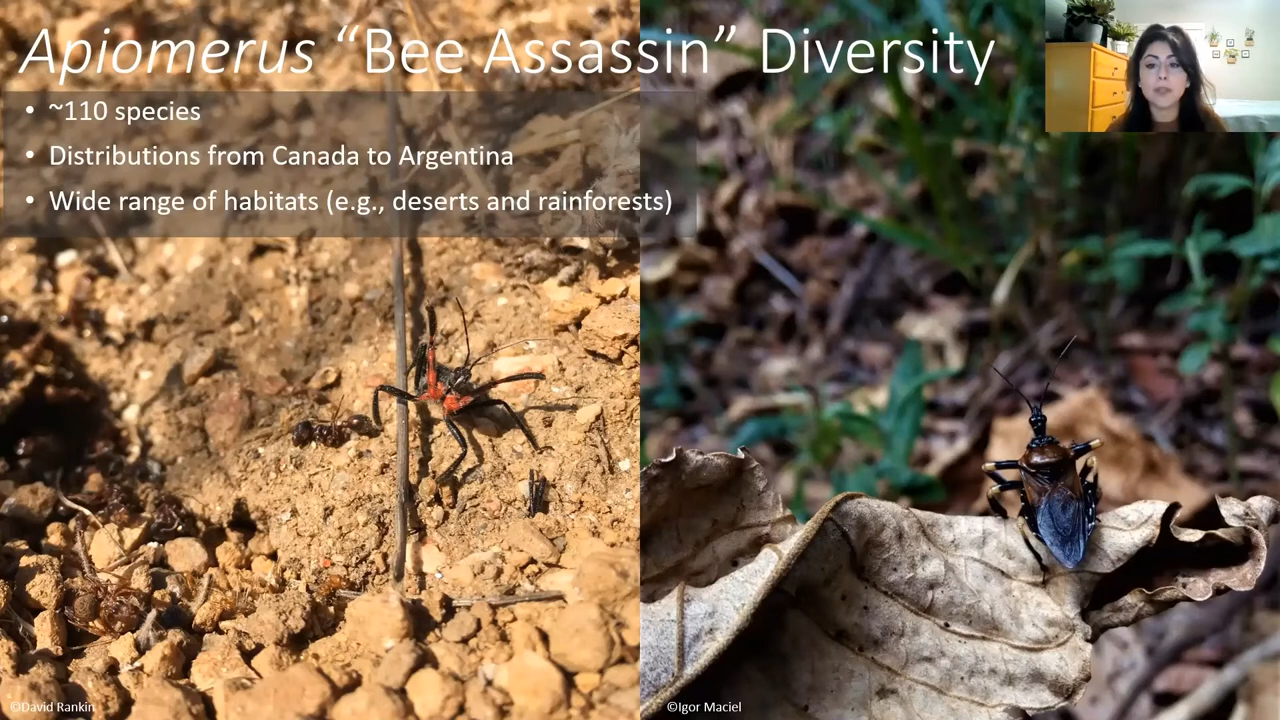 Apiomerus “Bee Assassin” Diversity
• ~110 species
• Distributions from Canada to Argentina
• Wide range of habitats (e.g., deserts and rainforests)
©David Rankin
©Igor Maciel